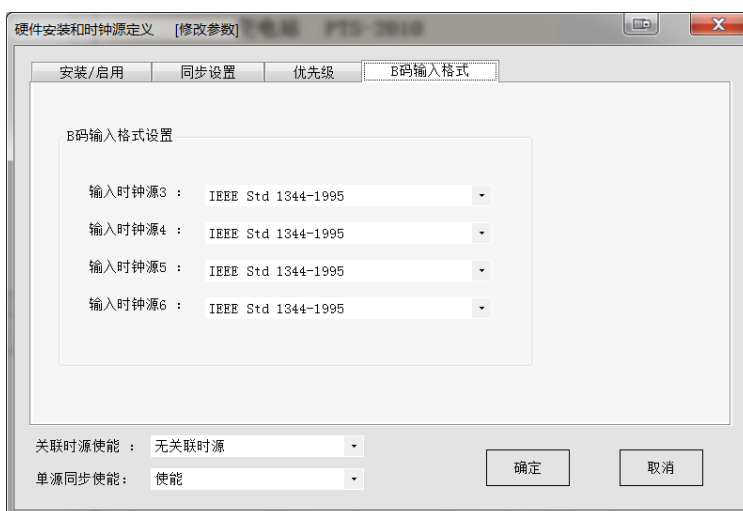 硬件安装和时钟源定义 [修改参数]
PTS-2010
安装/启用 同步设置 优先级 B码输入格式
B码输入格式设置
输入时钟源3 : IEEE Std 1344-1995
输入时钟源4 : IEEE Std 1344-1995
输入时钟源5 : IEEE Std 1344-1995
输入时钟源6 : IEEE Std 1344-1995
关联时源使能 : 无关联时源
单源同步使能: 使能
确定 取消